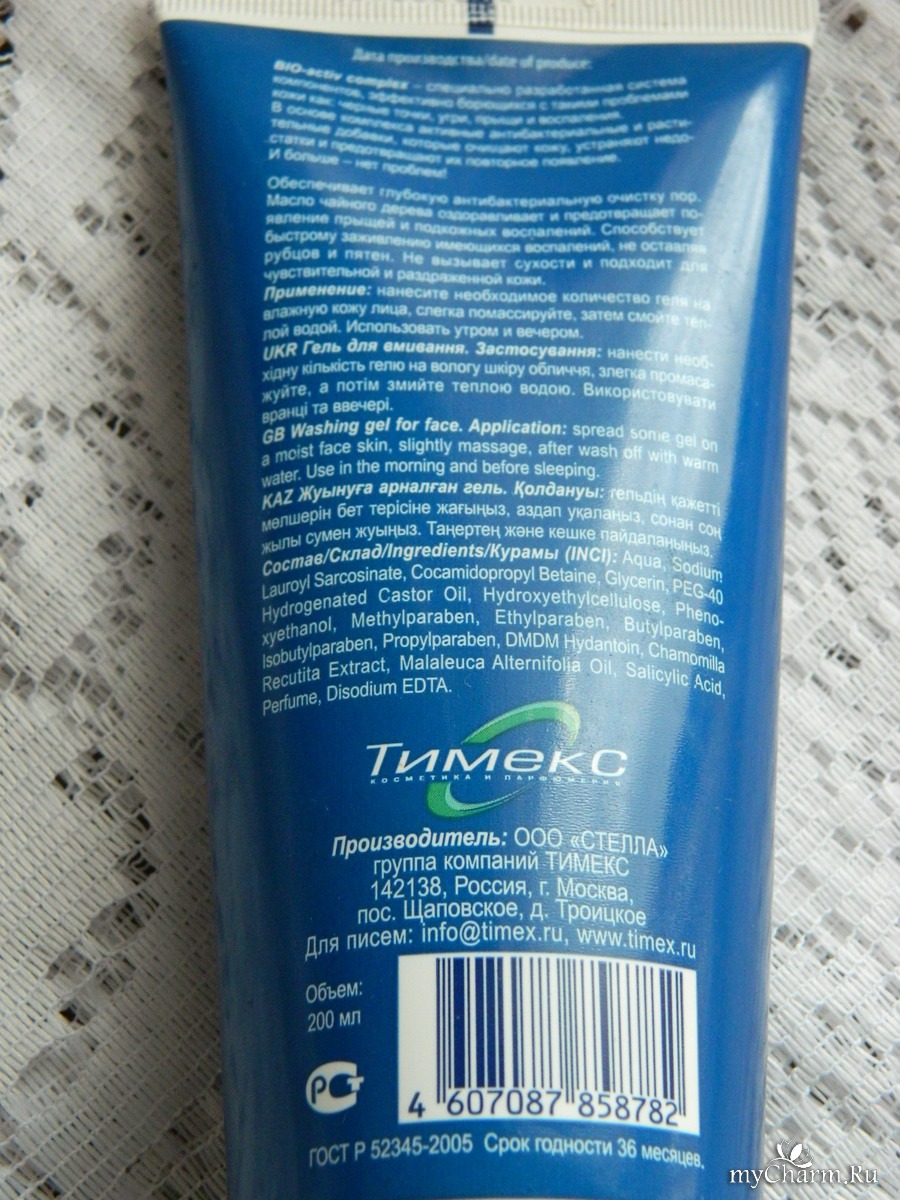 Дата производства/date of produce:
BIO-activ complex – специально разработанная система
компонентов, эффективно борющихся с такими проблемами
кожи как: черные точки, угри, прыщи и воспаления.
В основе комплекса активные антибактериальные и расти-
тельные добавки, которые очищают кожу, устраняют недо-
статки и предотвращают их повторное появление.
И больше – нет проблем!
Обеспечивает глубокую антибактериальную очистку пор.
Масло чайного дерева оздоравливает и предотвращает по-
явление прыщей и подкожных воспалений. Способствует
быстрому заживлению имеющихся воспалений, не оставляя
рубцов и пятен. Не вызывает сухости и подходит для
чувствительной и раздраженной кожи.
Применение: нанесите необходимое количество геля на
влажную кожу лица, слегка помассируйте, затем смойте теп-
лой водой. Использовать утром и вечером.
UKR Гель для вмивання. Застосування: нанести необ-
хідну кількість гелю на вологу шкіру обличчя, злегка промаса-
жуйте, а потім змийте теплою водою. Використовувати
вранці та ввечері.
GB Washing gel for face. Application: spread some gel on
a moist face skin, slightly massage, after wash off with warm
water. Use in the morning and before sleeping.
KAZ Жуынуға арналған гель. Қолдануы: гельдің қажетті
мөлшерін бет терісіне жағыңыз, аздап уқалаңыз, сонан соң
жылы сумен жуыңыз. Таңертең және кешке пайдаланыңыз.
Состав/Склад/Ingredients/Курамы (INCI): Aqua, Sodium
Lauroyl Sarcosinate, Cocamidopropyl Betaine, Glycerin, PEG-40
Hydrogenated Castor Oil, Hydroxyethylcellulose, Pheno-
xyethanol, Methylparaben, Ethylparaben, Butylparaben,
Isobutylparaben, Propylparaben, DMDM Hydantoin, Chamomilla
Recutita Extract, Malaleuca Alternifolia Oil, Salicylic Acid,
Perfume, Disodium EDTA.
Тимекс
КОСМЕТИКА И ПАРФЮМЕРИЯ
Производитель: ООО «СТЕЛЛА»
группа компаний ТИМЕКС
142138, Россия, г. Москва,
пос. Щаповское, д. Троицкое
Для писем: info@timex.ru, www.timex.ru
Объем:
200 мл
РСТ
4 607087 858782
ГОСТ Р 52345-2005 Срок годности 36 месяцев.
myCharm.Ru